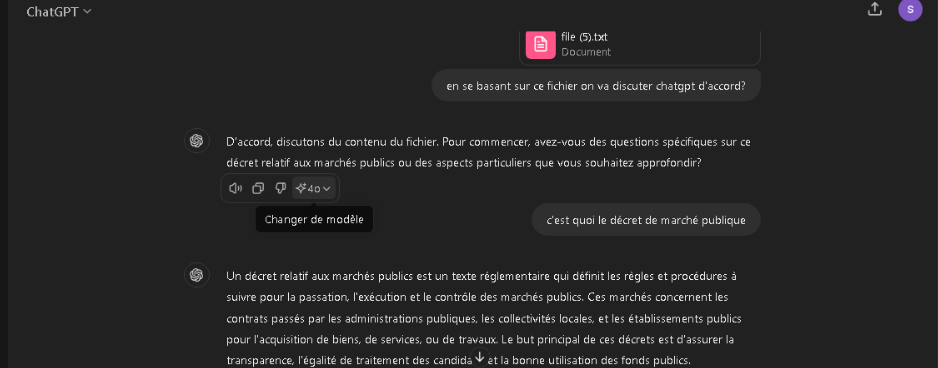 ChatGPT
S
file (5).txt
Document
en se basant sur ce fichier on va discuter chatgpt d'accord?
D'accord, discutons du contenu du fichier. Pour commencer, avez-vous des questions spécifiques sur ce
décret relatif aux marchés publics ou des aspects particuliers que vous souhaitez approfondir?
4o
Changer de modèle
c'est quoi le décret de marché publique
Un décret relatif aux marchés publics est un texte réglementaire qui définit les règles et procédures à
suivre pour la passation, l'exécution et le contrôle des marchés publics. Ces marchés concernent les
contrats passés par les administrations publiques, les collectivités locales, et les établissements publics
pour l'acquisition de biens, de services, ou de travaux. Le but principal de ces décrets est d'assurer la
transparence, l'égalité de traitement des candida et la bonne utilisation des fonds publics.